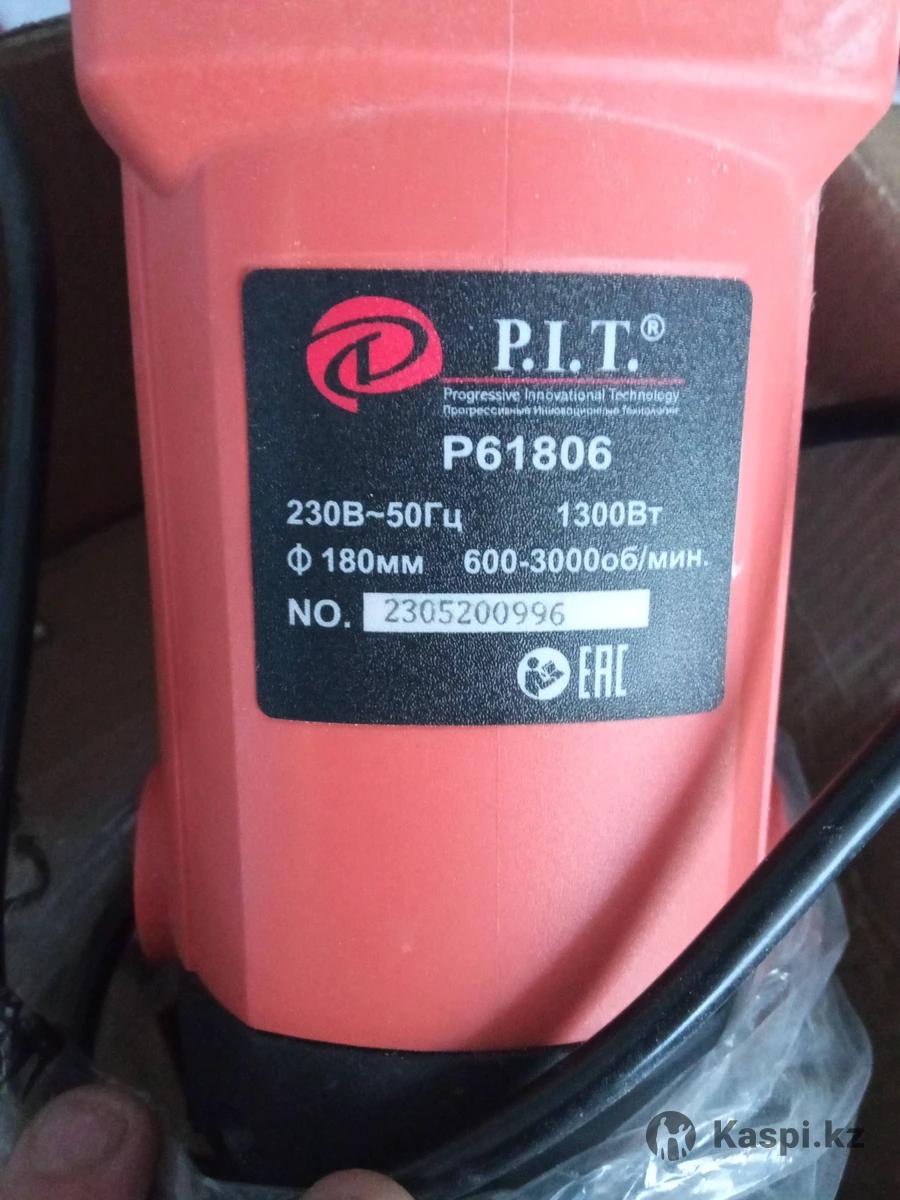 P.I.T.®
Progressive Innovational Technology
Прогрессивные Инновационные Технологии
P61806
230В~50Гц 1300Вт
ф 180мм 600-3000об/мин.
NO. 2305200996
EAC
Kaspi.kz